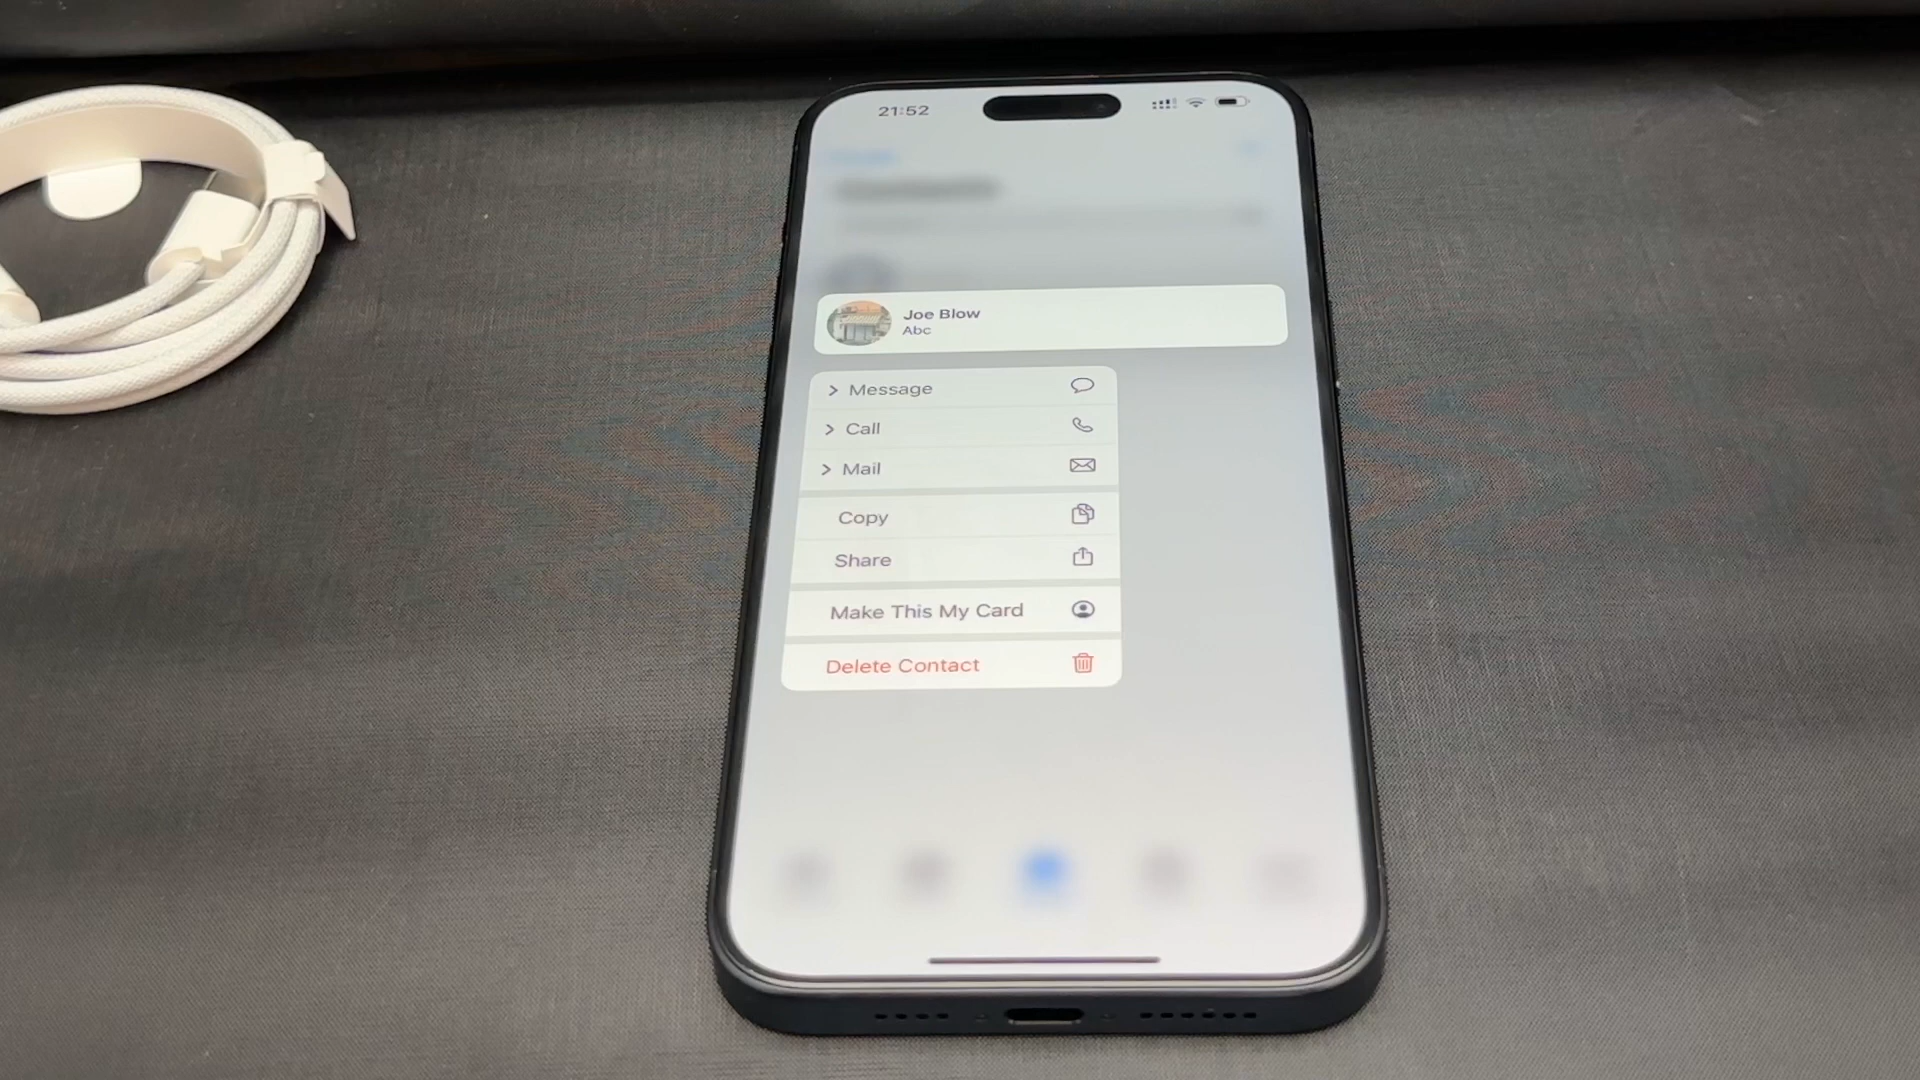 21:52
Joe Blow
Abc
Message
Call
Mail
Copy
Share
Make This My Card
Delete Contact